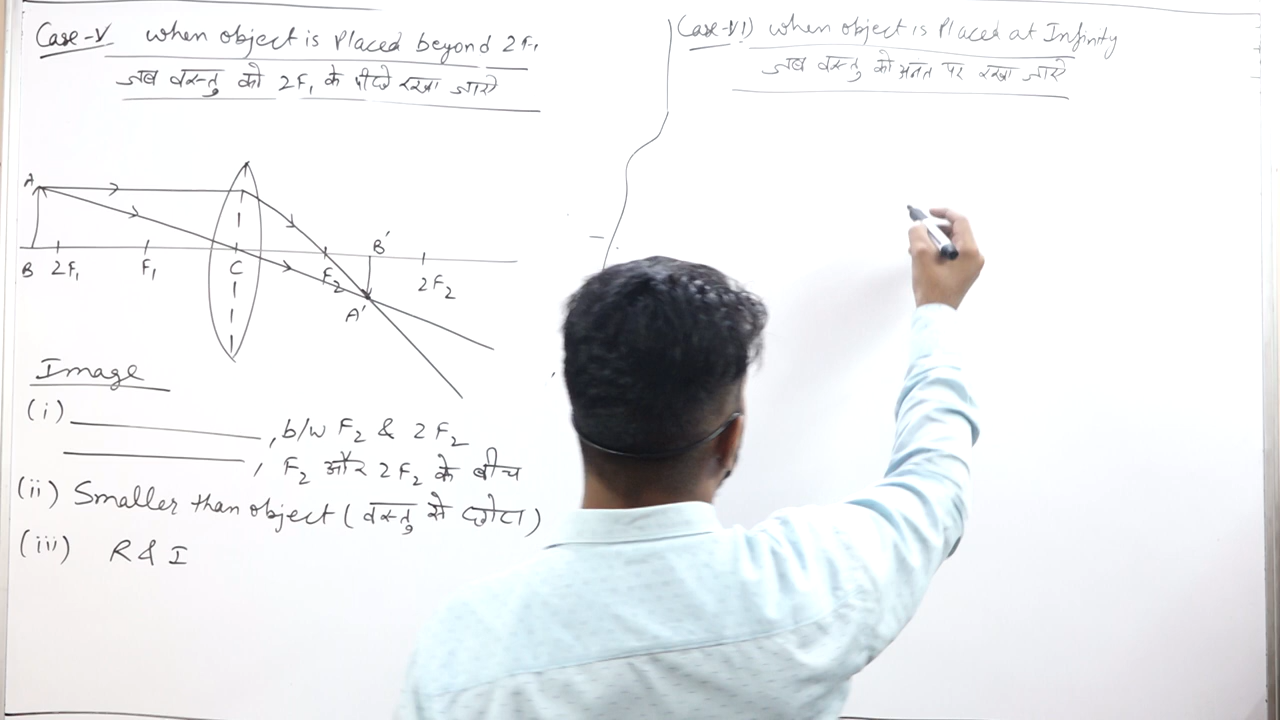 Case-V when object is Placed beyond 2F₁
जब वस्तु को 2F₁ के पीछे रखा जाये
A
B 2F₁ F₁ C F₂ B' 2F₂
A'
Image
(i) ____________, b/w F₂ & 2F₂
____________, F₂ और 2F₂ के बीच
(ii) Smaller than object (वस्तु से छोटा)
(iii) R & I
Case-VI) when object is Placed at Infinity
जब वस्तु को अनंत पर रखा जाये